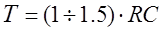 T = (1 ÷ 1.5) · RC